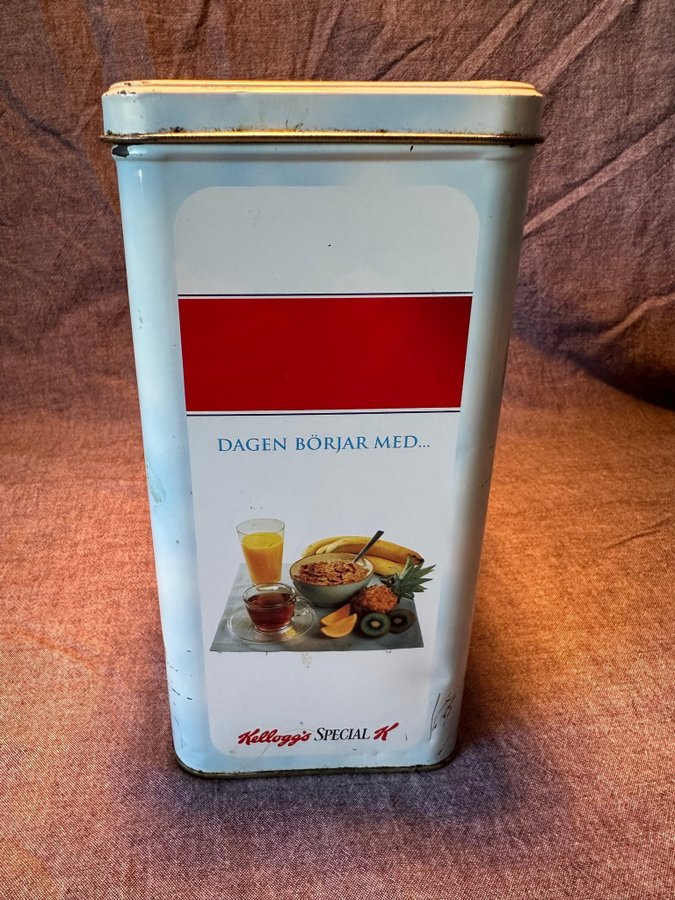 DAGEN BÖRJAR MED...
Kellogg's SPECIAL K